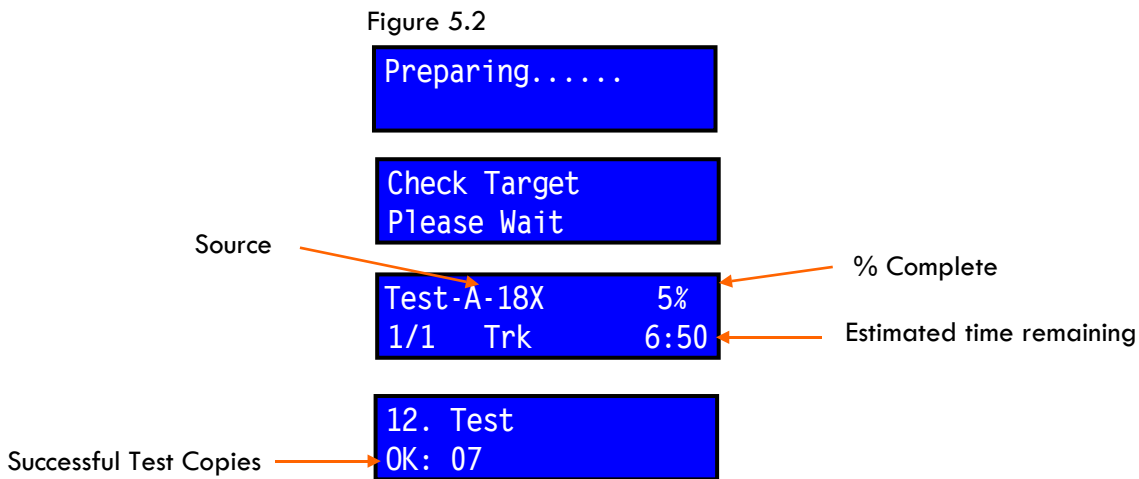 Figure 5.2
Preparing......
Check Target
Please Wait
Source
% Complete
Test-A-18X 5%
1/1 Trk 6:50
Estimated time remaining
12. Test
OK: 07
Successful Test Copies